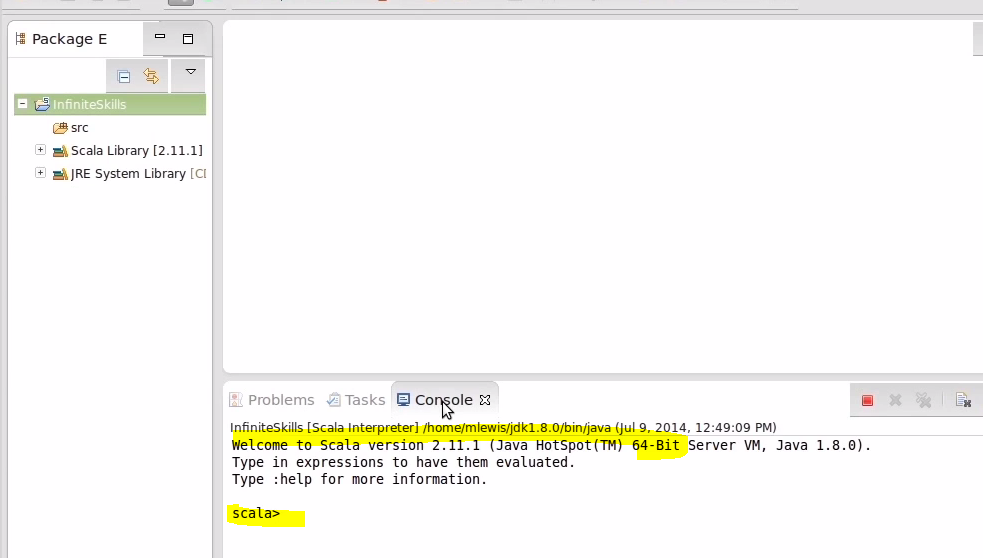 Package E
InfiniteSkills
src
Scala Library [2.11.1]
JRE System Library [
Problems
Tasks
Console
InfiniteSkills [Scala Interpreter] /home/mlewis/jdk1.8.0/bin/java (Jul 9, 2014, 12:49:09 PM)
Welcome to Scala version 2.11.1 (Java HotSpot(TM) 64-Bit Server VM, Java 1.8.0).
Type in expressions to have them evaluated.
Type :help for more information.
scala>